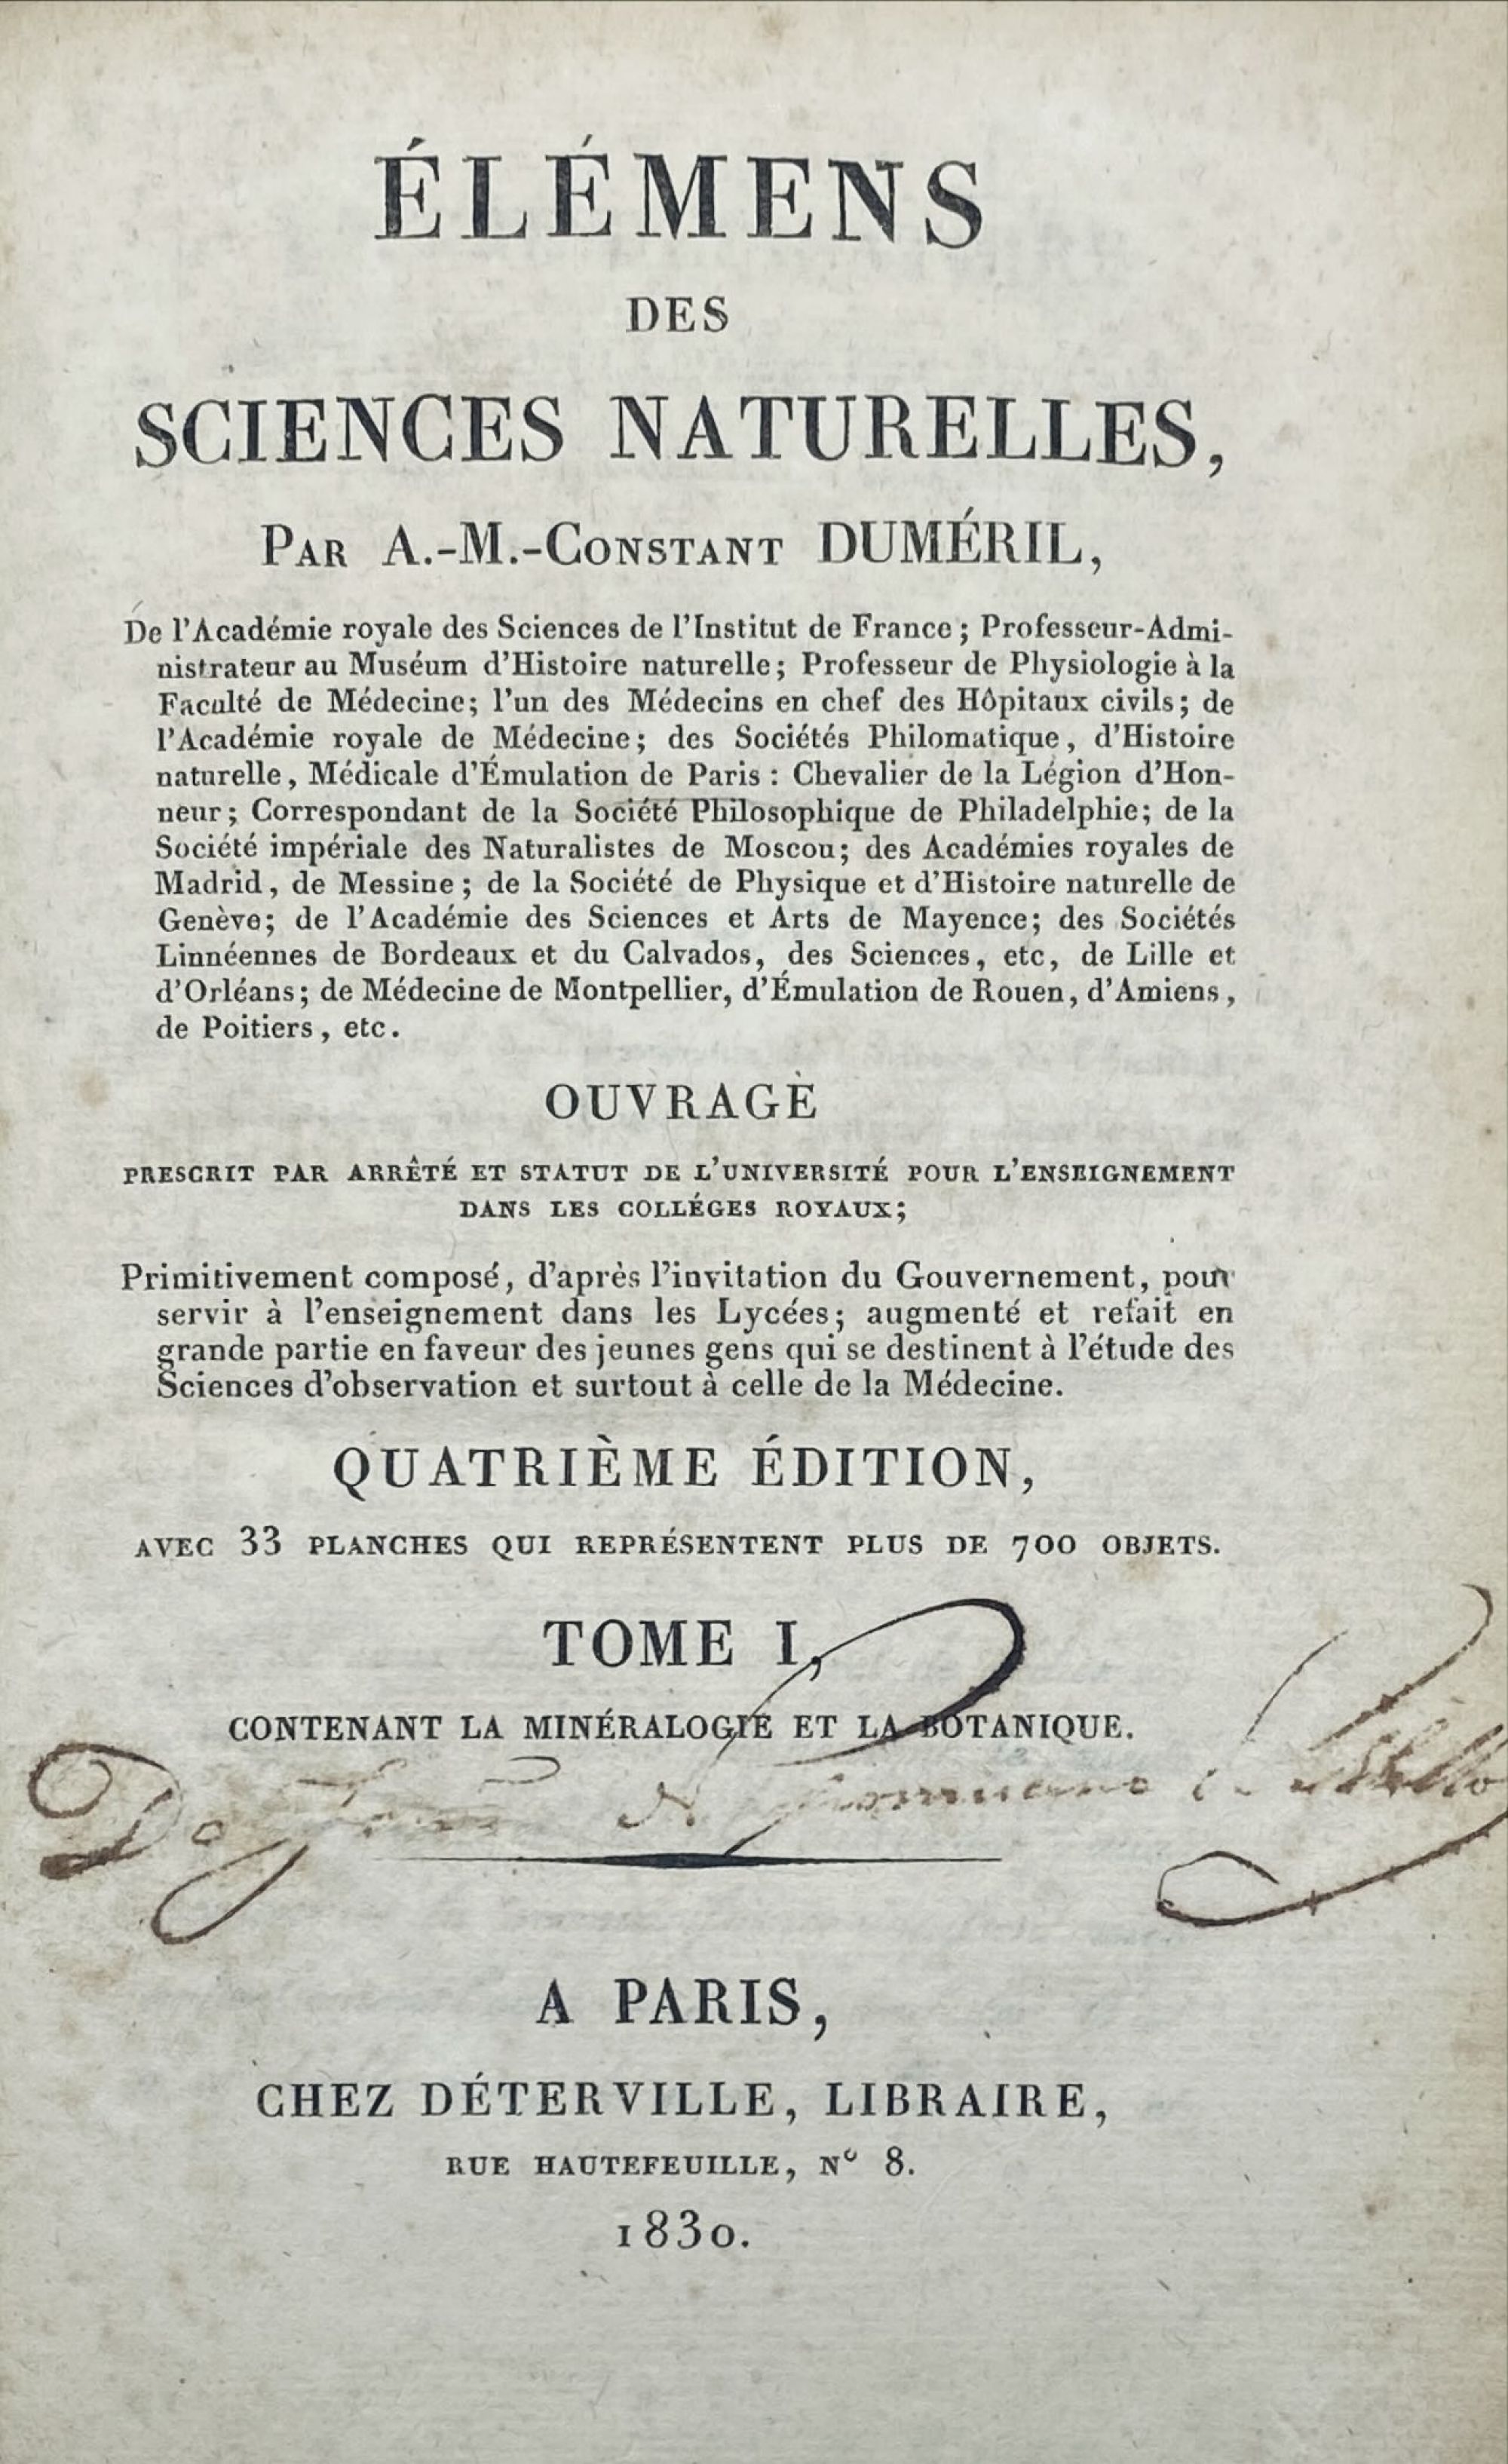 ÉLÉMENS
DES
SCIENCES NATURELLES,
PAR A.-M.-CONSTANT DUMÉRIL,
De l'Académie royale des Sciences de l'Institut de France; Professeur-Admi-
nistrateur au Muséum d'Histoire naturelle; Professeur de Physiologie à la
Faculté de Médecine; l'un des Médecins en chef des Hôpitaux civils; de
l'Académie royale de Médecine; des Sociétés Philomatique, d'Histoire
naturelle, Médicale d'Émulation de Paris : Chevalier de la Légion d'Hon-
neur; Correspondant de la Société Philosophique de Philadelphie; de la
Société impériale des Naturalistes de Moscou; des Académies royales de
Madrid, de Messine; de la Société de Physique et d'Histoire naturelle de
Genève; de l'Académie des Sciences et Arts de Mayence; des Sociétés
Linnéennes de Bordeaux et du Calvados, des Sciences, etc, de Lille et
d'Orléans; de Médecine de Montpellier, d'Émulation de Rouen, d'Amiens,
de Poitiers, etc.
OUVRAGE
PRESCRIT PAR ARRÊTÉ ET STATUT DE L'UNIVERSITÉ POUR L'ENSEIGNEMENT
DANS LES COLLÉGES ROYAUX;
Primitivement composé, d'après l'invitation du Gouvernement, pour
servir à l'enseignement dans les Lycées; augmenté et refait en
grande partie en faveur des jeunes gens qui se destinent à l'étude des
Sciences d'observation et surtout à celle de la Médecine.
QUATRIÈME ÉDITION,
AVEC 33 PLANCHES QUI REPRÉSENTENT PLUS DE 700 OBJETS.
TOME I,
CONTENANT LA MINÉRALOGIE ET LA BOTANIQUE.
A PARIS,
CHEZ DÉTERVILLE, LIBRAIRE,
RUE HAUTEFEUILLE, Nº 8.
1830.